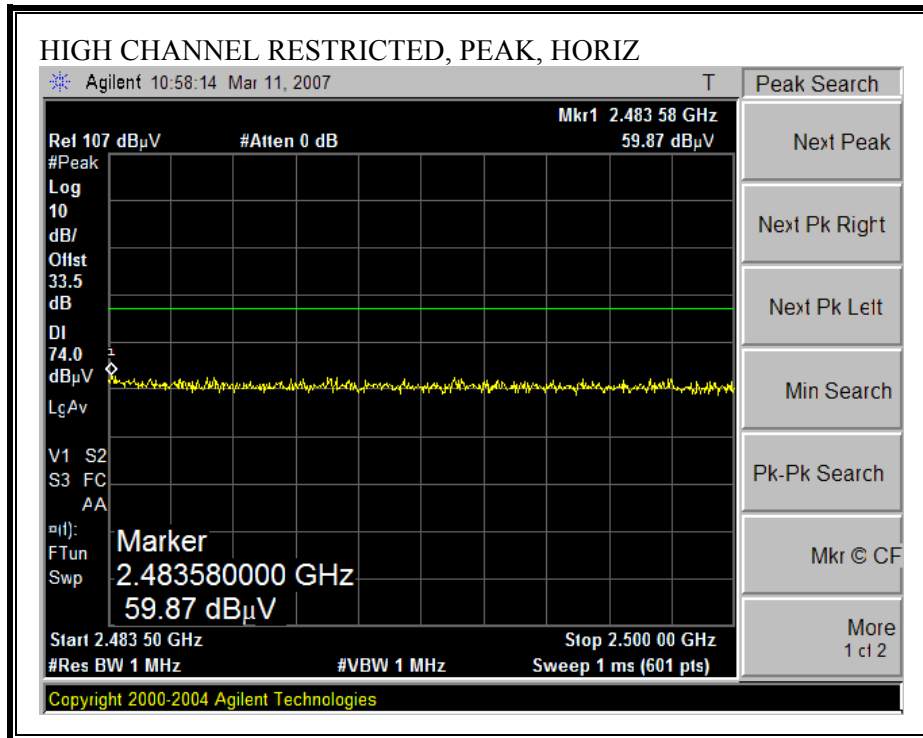 HIGH CHANNEL RESTRICTED, PEAK, HORIZ
Agilent 10:58:14 Mar 11, 2007 T
Peak Search
Mkr1 2.483 58 GHz
Ref 107 dBµV #Atten 0 dB 59.87 dBµV
Next Peak
#Peak
Log
10
dB/
Next Pk Right
Offst
33.5
dB
Next Pk Left
DI
74.0
dBµV
1
Min Search
LgAv
V1 S2
Pk-Pk Search
S3 FC
AA
¤(f):
FTun
Swp
Marker
2.483580000 GHz
59.87 dBµV
Mkr © CF
Start 2.483 50 GHz Stop 2.500 00 GHz
#Res BW 1 MHz #VBW 1 MHz Sweep 1 ms (601 pts)
More
1 of 2
Copyright 2000-2004 Agilent Technologies